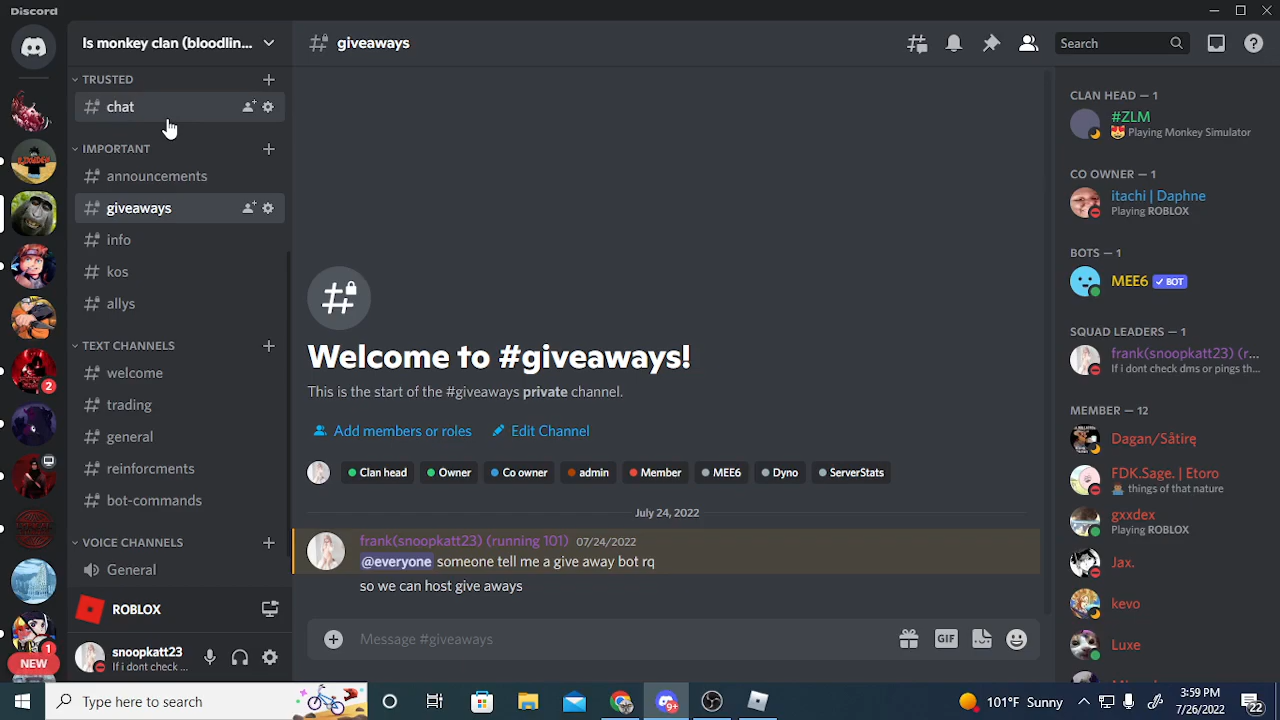 Discord
Is monkey clan (bloodlin...
giveaways
Search
TRUSTED
chat
IMPORTANT
announcements
giveaways
info
kos
allys
TEXT CHANNELS
welcome
trading
general
reinforcments
bot-commands
VOICE CHANNELS
General
ROBLOX
snoopkatt23
If i dont check ...
2
1
NEW
Welcome to #giveaways!
This is the start of the #giveaways private channel.
Add members or roles
Edit Channel
Clan head
Owner
Co owner
admin
Member
MEE6
Dyno
ServerStats
July 24, 2022
frank(snoopkatt23) (running 101) 07/24/2022
@everyone someone tell me a give away bot rq
so we can host give aways
Message #giveaways
GIF
CLAN HEAD — 1
#ZLM
Playing Monkey Simulator
CO OWNER — 1
itachi | Daphne
Playing ROBLOX
BOTS — 1
MEE6 ✓ BOT
SQUAD LEADERS — 1
frank(snoopkatt23) (r...
If i dont check dms or pings th...
MEMBER — 12
Dagan/Såtirę
FDK.Sage. | Etoro
things of that nature
gxxdex
Playing ROBLOX
Jax.
kevo
Luxe
Type here to search
9+
101°F Sunny
3:59 PM
7/26/2022
22